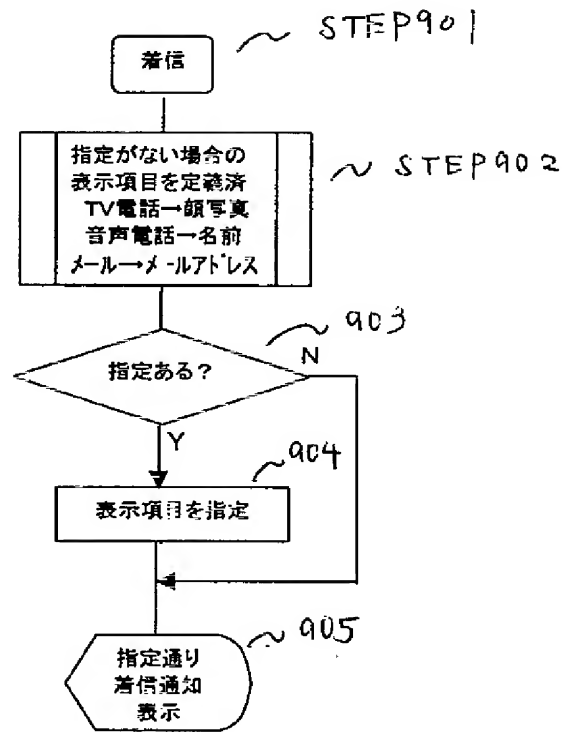 着信
STEP901
指定がない場合の
表示項目を定義済
TV電話→顔写真
音声電話→名前
メール→メールアドレス
STEP902
903
指定ある?
N
Y
904
表示項目を指定
905
指定通り
着信通知
表示